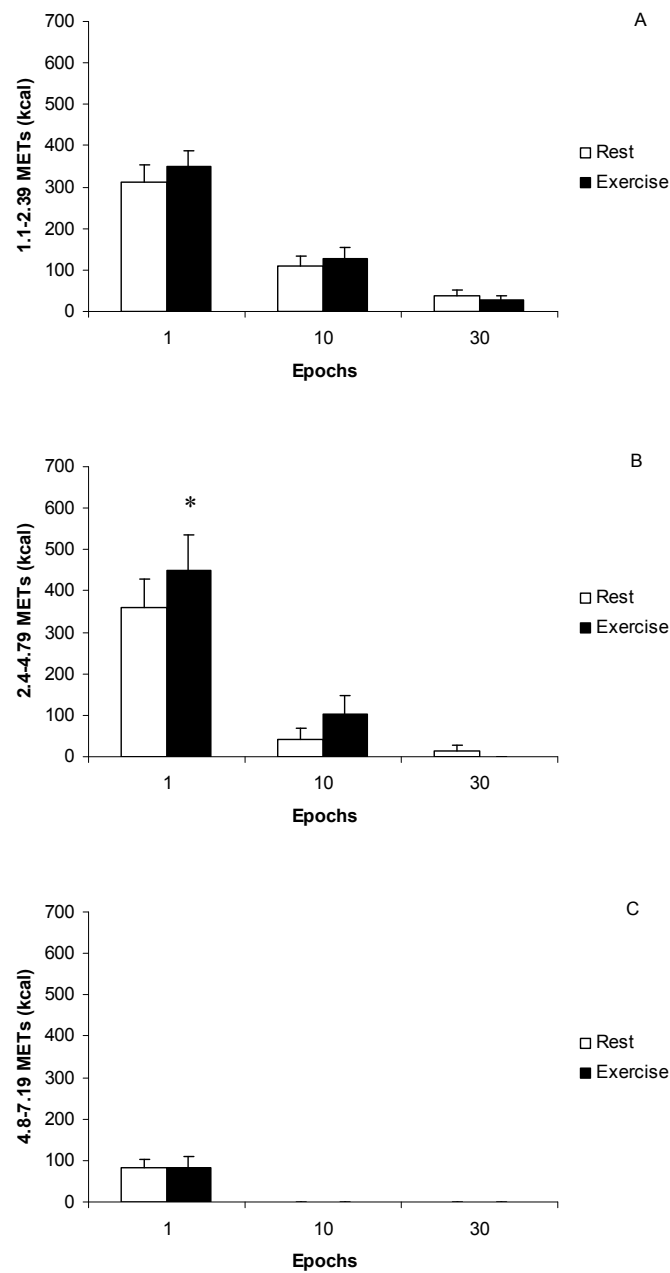 A
700
600
500
400
300
200
100
0
1.1-2.39 METs (kcal)
Rest
Exercise
1 10 30
Epochs
B
700
600
500
400
300
200
100
0
2.4-4.79 METs (kcal)
*
Rest
Exercise
1 10 30
Epochs
C
700
600
500
400
300
200
100
0
4.8-7.19 METs (kcal)
Rest
Exercise
1 10 30
Epochs